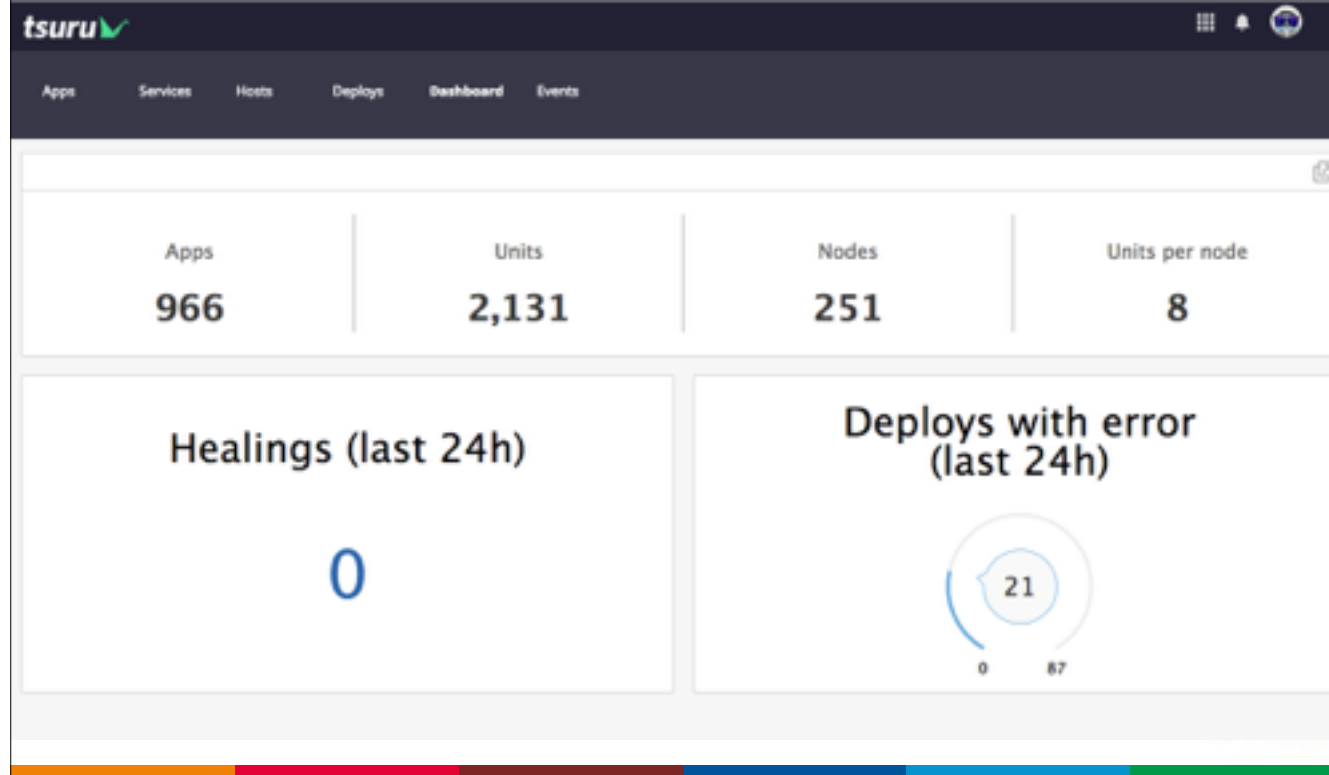 tsuru
Apps Services Hosts Deploys Dashboard Events
Apps Units Nodes Units per node
966 2,131 251 8
Healings (last 24h)
0
Deploys with error
(last 24h)
21
0 87